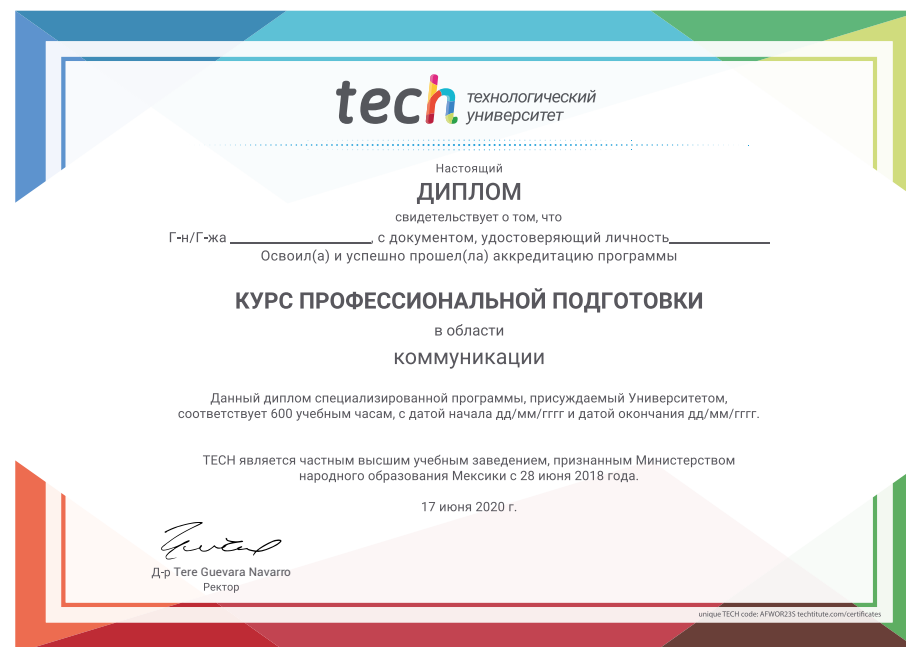 tech технологический
университет
Настоящий
ДИПЛОМ
свидетельствует о том, что
Г-н/Г-жа ____________________, с документом, удостоверяющий личность______________
Освоил(а) и успешно прошел(ла) аккредитацию программы
КУРС ПРОФЕССИОНАЛЬНОЙ ПОДГОТОВКИ
в области
коммуникации
Данный диплом специализированной программы, присуждаемый Университетом,
соответствует 600 учебным часам, с датой начала дд/мм/гггг и датой окончания дд/мм/гггг.
TECH является частным высшим учебным заведением, признанным Министерством
народного образования Мексики с 28 июня 2018 года.
17 июня 2020 г.
Д-р Tere Guevara Navarro
Ректор
unique TECH code: AFWOR23S techtitute.com/certificates